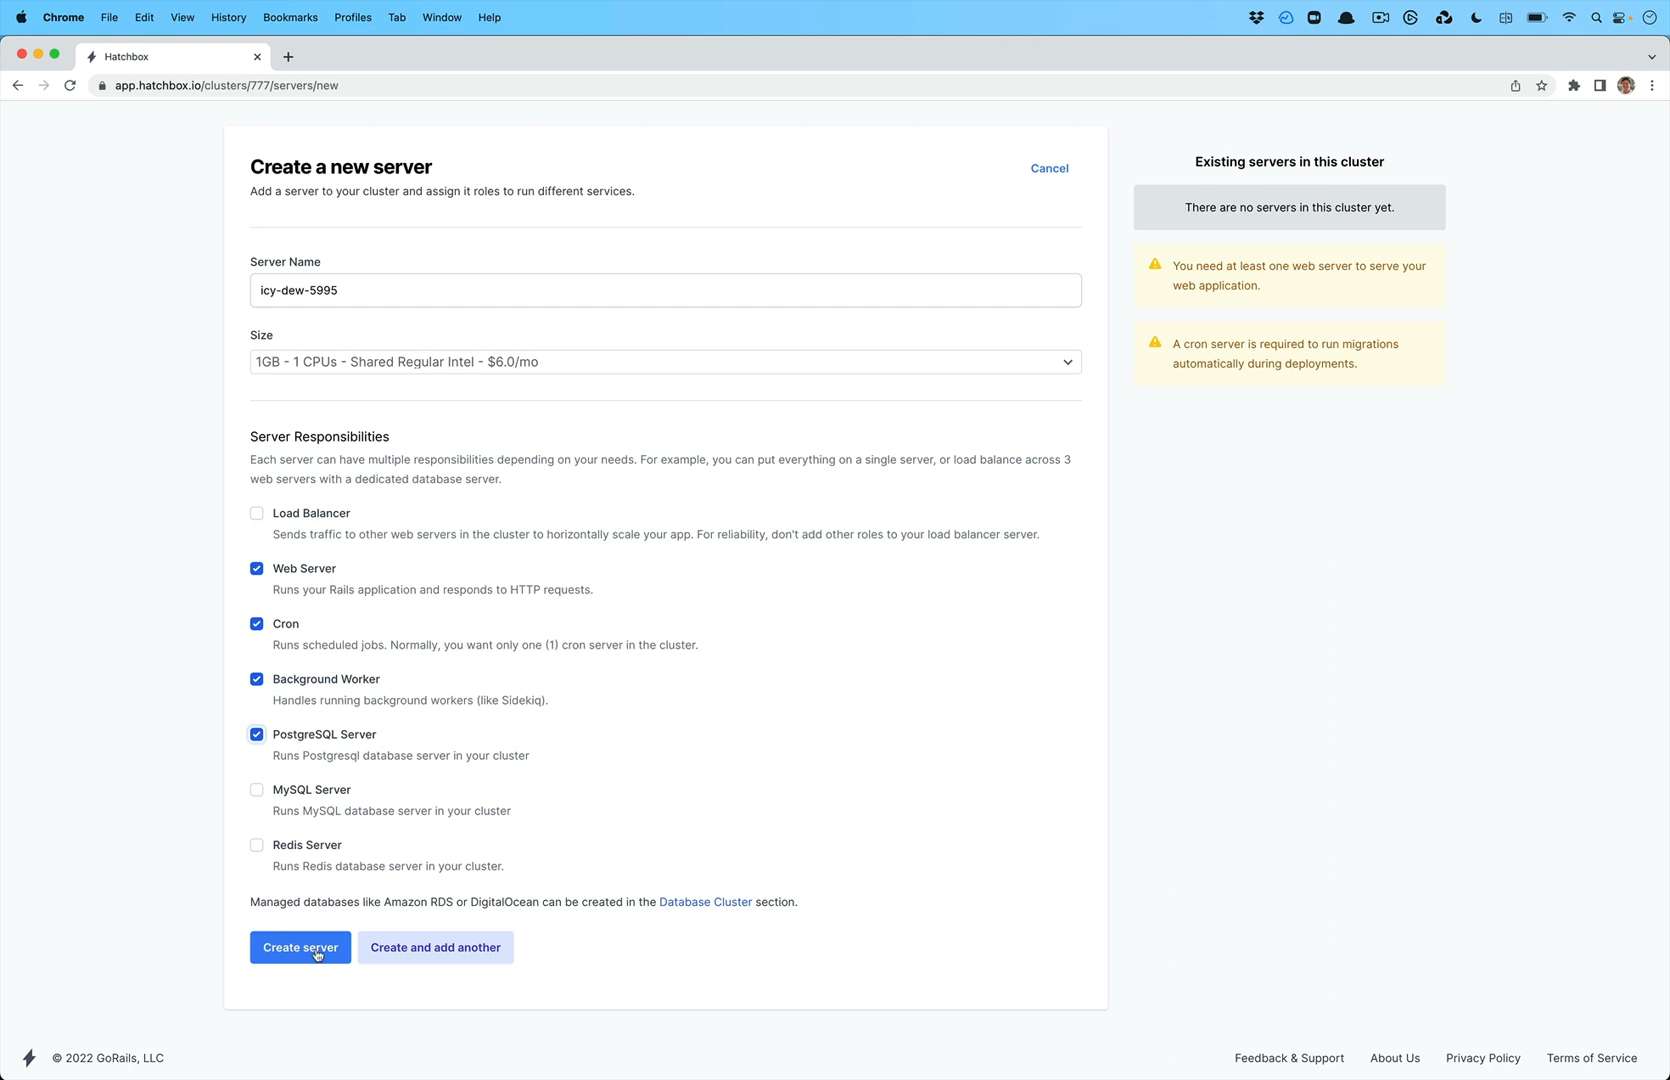 Chrome File Edit View History Bookmarks Profiles Tab Window Help
Hatchbox
app.hatchbox.io/clusters/777/servers/new
Create a new server
Cancel
Add a server to your cluster and assign it roles to run different services.
Server Name
icy-dew-5995
Size
1GB - 1 CPUs - Shared Regular Intel - $6.0/mo
Server Responsibilities
Each server can have multiple responsibilities depending on your needs. For example, you can put everything on a single server, or load balance across 3
web servers with a dedicated database server.
Load Balancer
Sends traffic to other web servers in the cluster to horizontally scale your app. For reliability, don't add other roles to your load balancer server.
Web Server
Runs your Rails application and responds to HTTP requests.
Cron
Runs scheduled jobs. Normally, you want only one (1) cron server in the cluster.
Background Worker
Handles running background workers (like Sidekiq).
PostgreSQL Server
Runs Postgresql database server in your cluster
MySQL Server
Runs MySQL database server in your cluster
Redis Server
Runs Redis database server in your cluster.
Managed databases like Amazon RDS or DigitalOcean can be created in the Database Cluster section.
Create server
Create and add another
Existing servers in this cluster
There are no servers in this cluster yet.
You need at least one web server to serve your
web application.
A cron server is required to run migrations
automatically during deployments.
© 2022 GoRails, LLC
Feedback & Support About Us Privacy Policy Terms of Service